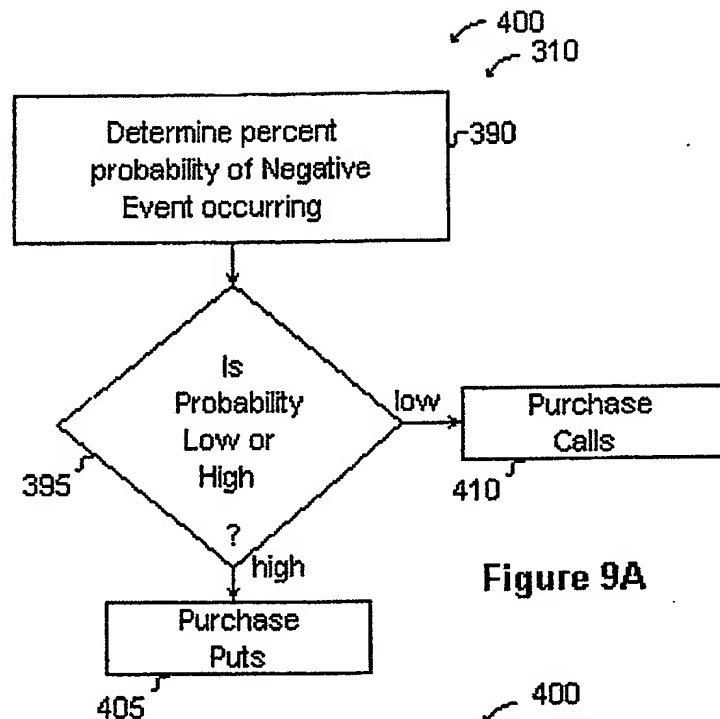 400
310
Determine percent
probability of Negative
Event occurring
390
Is
Probability
Low or
High
?
395
low
Purchase
Calls
410
high
Figure 9A
Purchase
Puts
405
400